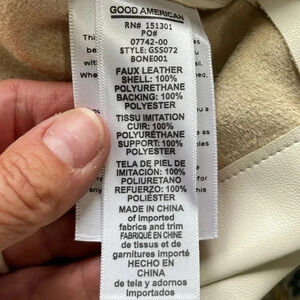 GOOD AMERICAN
RN# 151301
PO#
07742-00
STYLE: GSS072
BONE001
FAUX LEATHER
SHELL: 100%
POLYURETHANE
BACKING: 100%
POLYESTER
TISSU IMITATION
CUIR: 100%
POLYURÉTHANE
SUPPORT: 100%
POLYESTER
TELA DE PIEL DE
IMITACIÓN: 100%
POLIURETANO
REFUERZO: 100%
POLIÉSTER
MADE IN CHINA
of imported
fabrics and trim
FABRIQUÉ EN CHINE
de tissus et de
garnitures importé
HECHO EN
CHINA
de tela y adornos
Importados